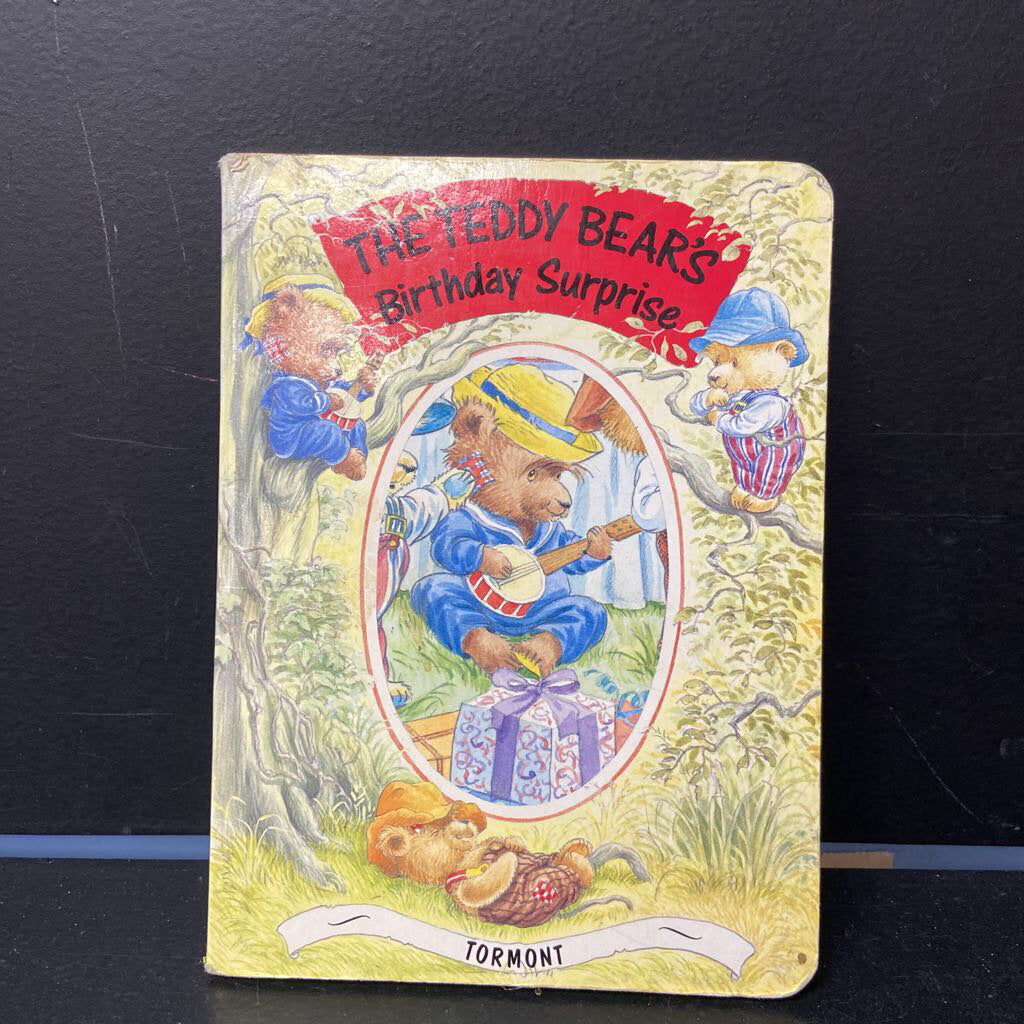 THE TEDDY BEAR'S
Birthday Surprise
TORMONT